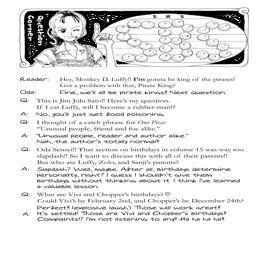 Question Corner
Reader: Hey, Monkey D. Luffy!! I'm gonna be king of the pirates!
Got a problem with that, Pirate King?
Oda: Fine, we'll all be pirate kings! Next question.
Q: This is Jim Jolu Sato!! Here's my question.
If I eat Luffy, will I become a rubber-man!?
A: No, you'll just get food poisoning.
Q: I thought of a catch phrase for One Piece:
"Unusual people, friend and foe alike."
A: "Unusual people, reader and author alike."
Nah, the author's totally normal!
Q: Oda Sensei!! That section on birthdays in volume 15 was way too
slapdash!! So I want to discuss this with all of their parents!!
But who are Luffy, Zolo, and Sanji's parents?
A: Slapdash? Well, maybe. After all, birthdays determine
personality, right? I guess I shouldn't give them
birthdays without thinking about it. I think I've learned
a valuable lesson.
Q: What are Vivi and Chopper's birthdays? ♡
Could Vivi's be February 2nd, and Chopper's be December 24th?
A: Perfect!! (explosive laugh) Those will work great!!
It's settled! Those are Vivi and Chopper's birthdays!!
Complaints!? I'm not listening to any!! Ha ha ha ha!!